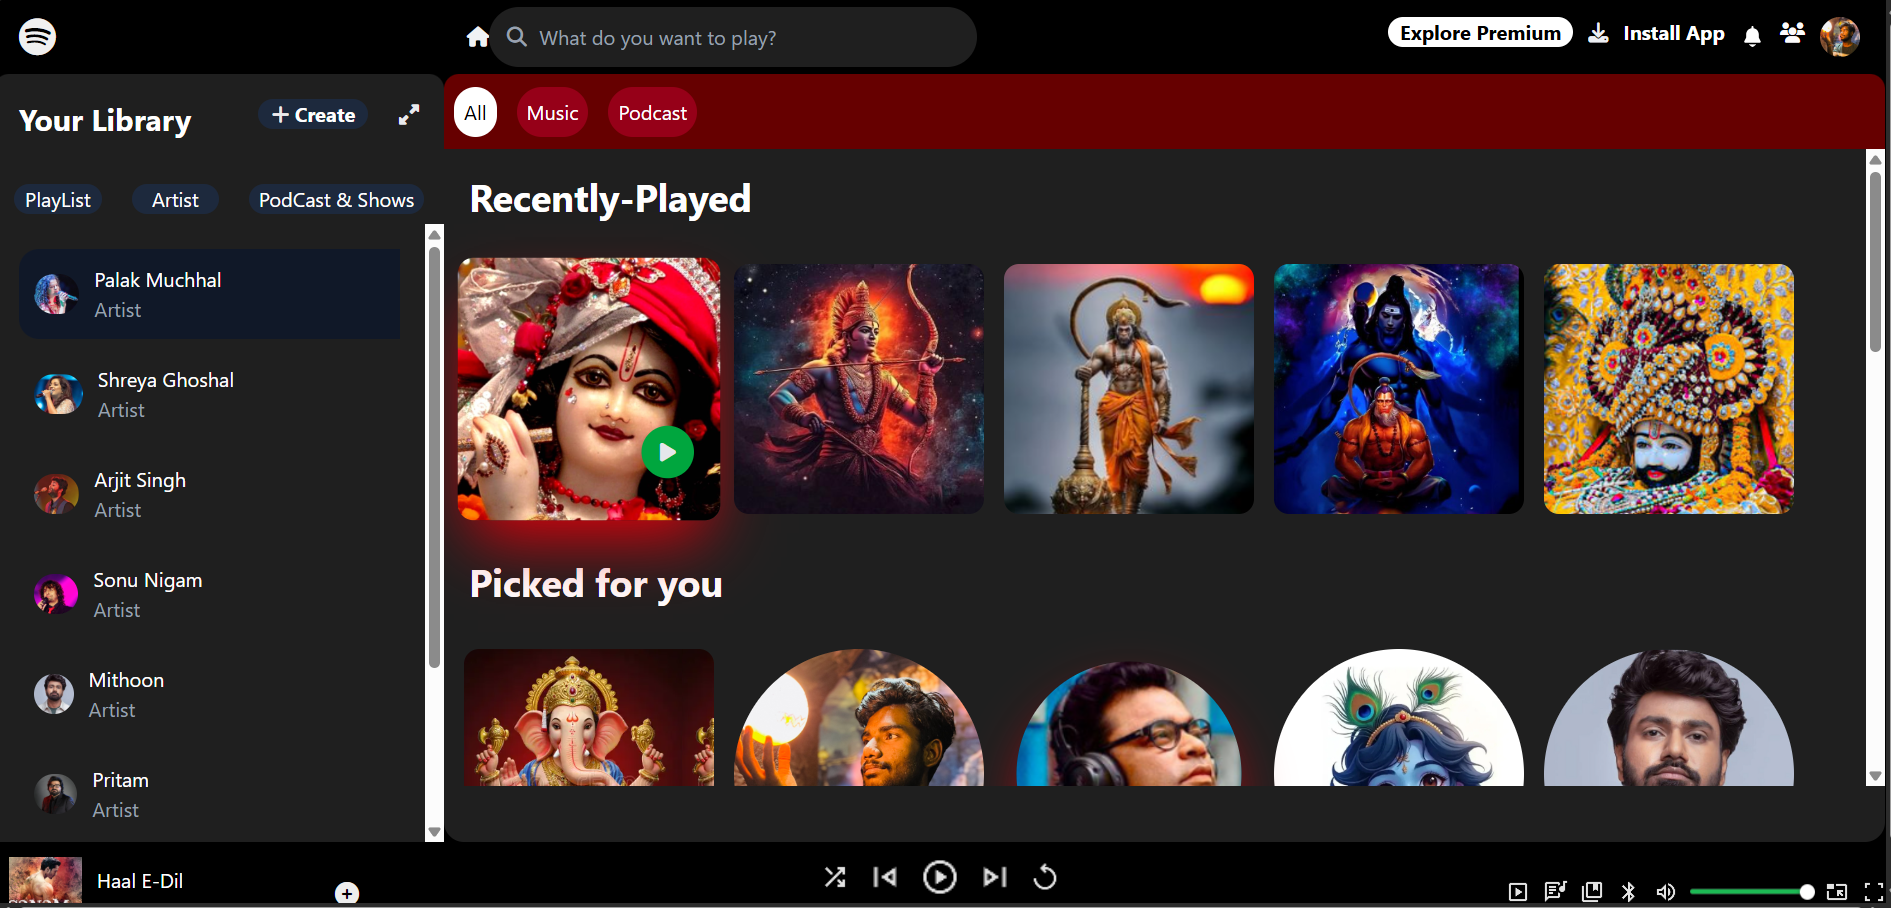 What do you want to play?
Explore Premium
Install App
Your Library
Create
All
Music
Podcast
PlayList
Artist
PodCast & Shows
Recently-Played
Palak Muchhal
Artist
Shreya Ghoshal
Artist
Arjit Singh
Artist
Sonu Nigam
Artist
Picked for you
Mithoon
Artist
Pritam
Artist
Haal E-Dil